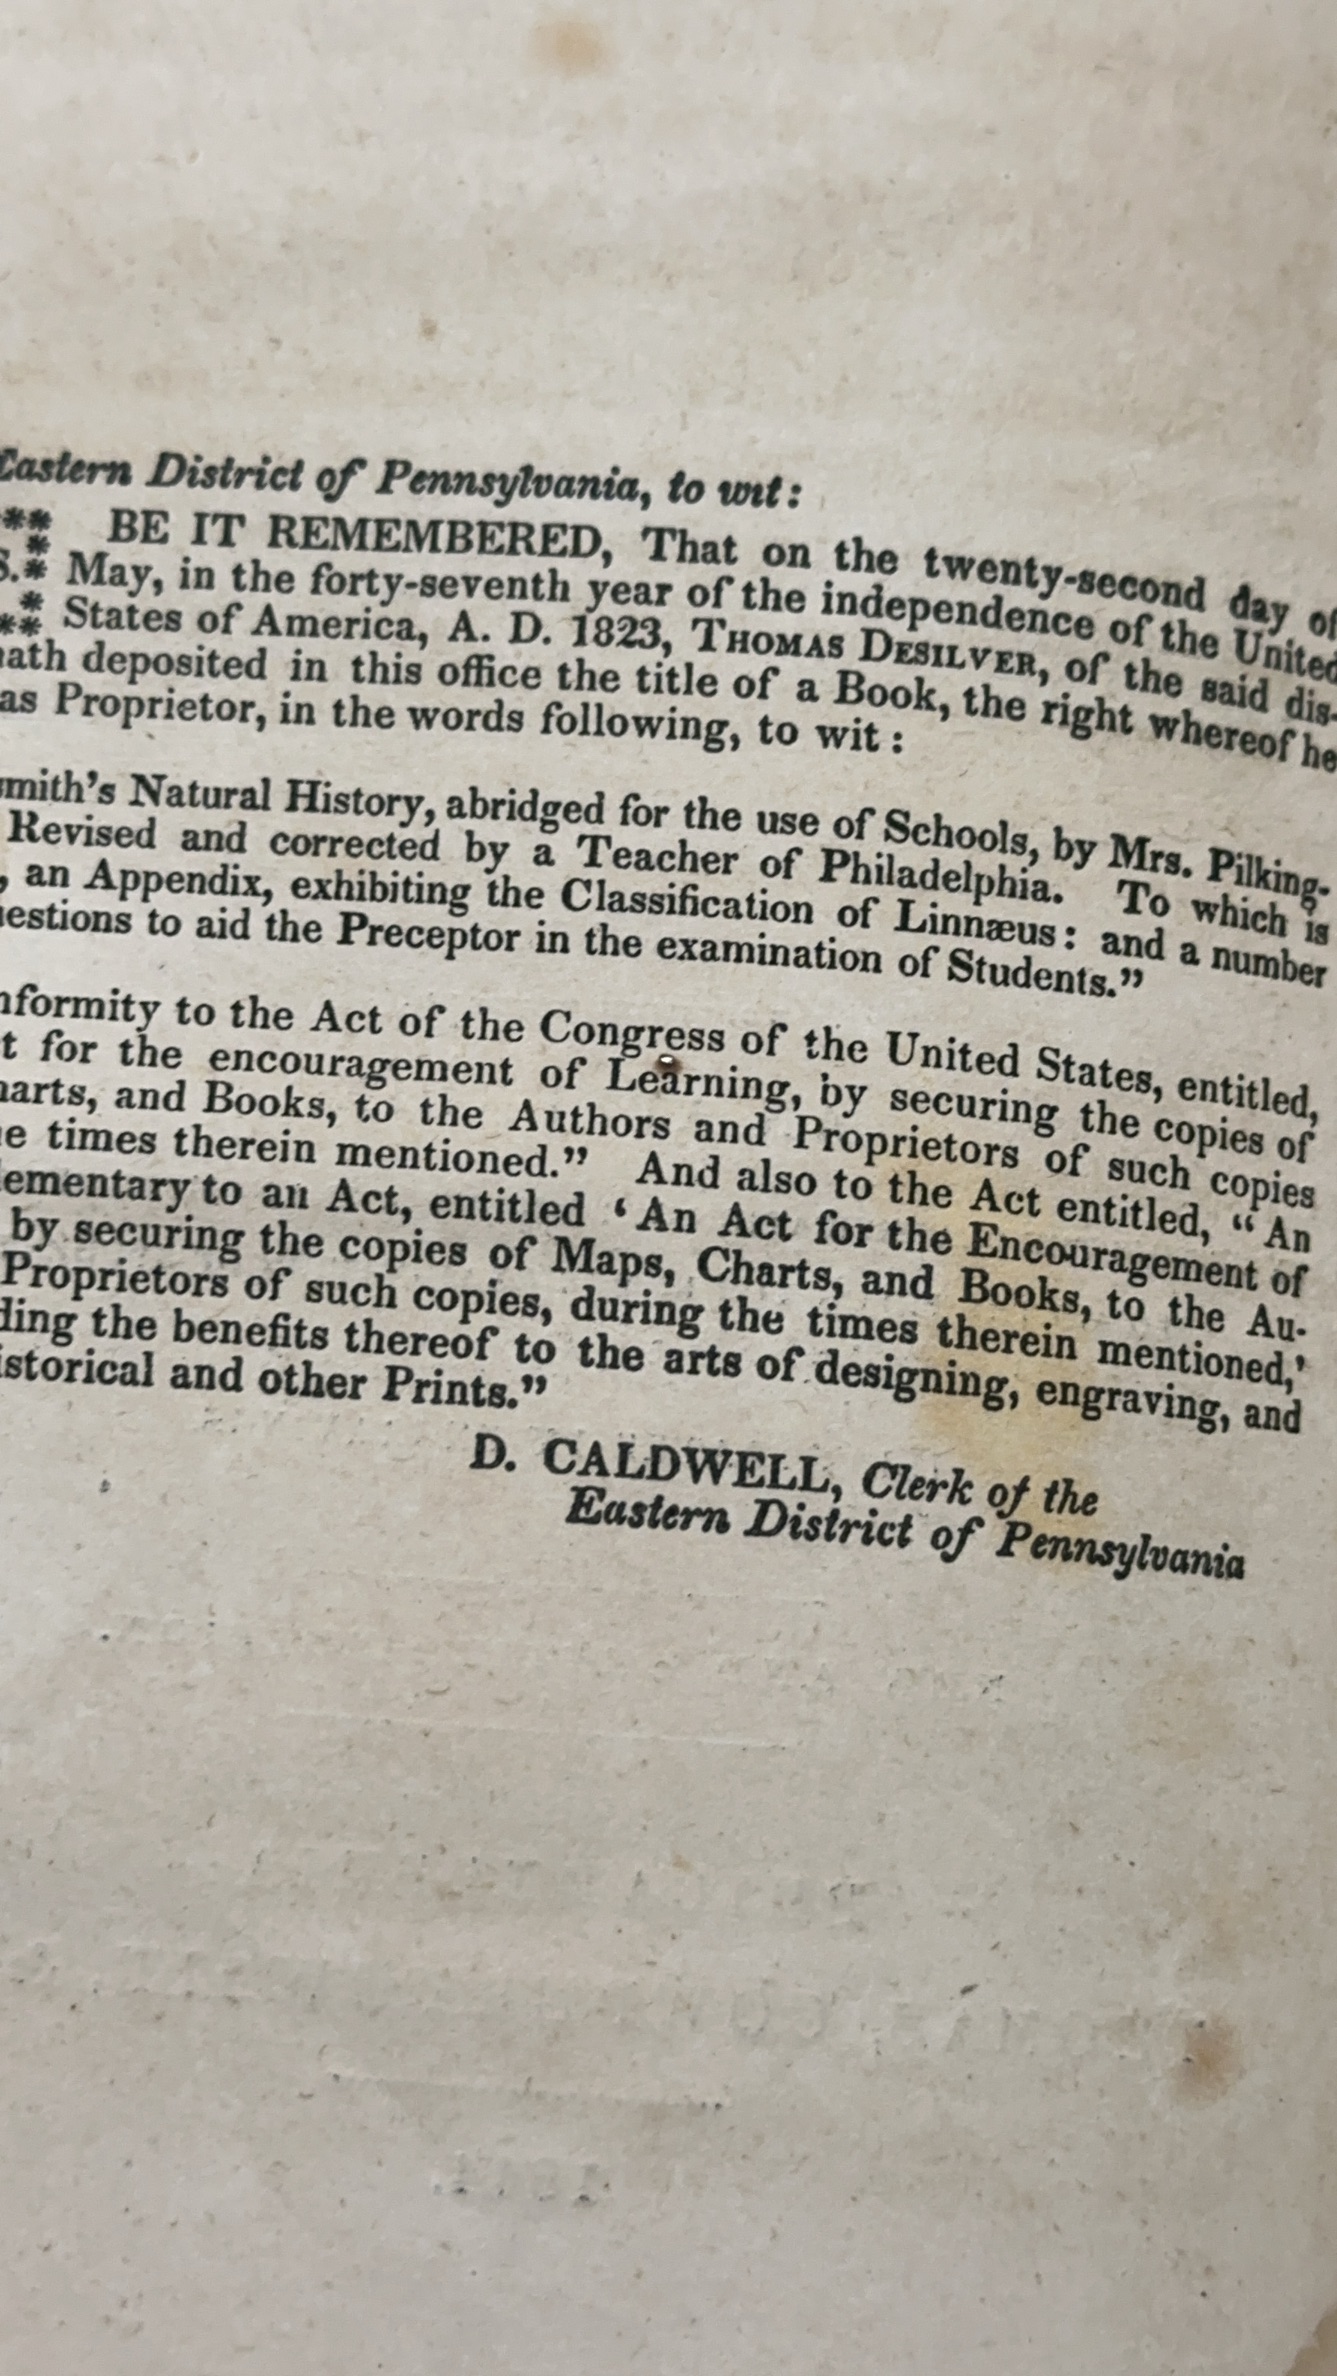 Eastern District of Pennsylvania, to wit:
** BE IT REMEMBERED, That on the twenty-second day of
*
S.* May, in the forty-seventh year of the independence of the United
*
** States of America, A. D. 1823, THOMAS DESILVER, of the said dis-
ath deposited in this office the title of a Book, the right whereof he
as Proprietor, in the words following, to wit:
smith's Natural History, abridged for the use of Schools, by Mrs. Pilking-
Revised and corrected by a Teacher of Philadelphia. To which is
, an Appendix, exhibiting the Classification of Linnæus: and a number
estions to aid the Preceptor in the examination of Students."
nformity to the Act of the Congress of the United States, entitled,
t for the encouragement of Learning, by securing the copies of
harts, and Books, to the Authors and Proprietors of such copies
e times therein mentioned." And also to the Act entitled, "An
ementary to an Act, entitled 'An Act for the Encouragement of
by securing the copies of Maps, Charts, and Books, to the Au-
Proprietors of such copies, during the times therein mentioned,'
ding the benefits thereof to the arts of designing, engraving, and
istorical and other Prints."
D. CALDWELL, Clerk of the
Eastern District of Pennsylvania